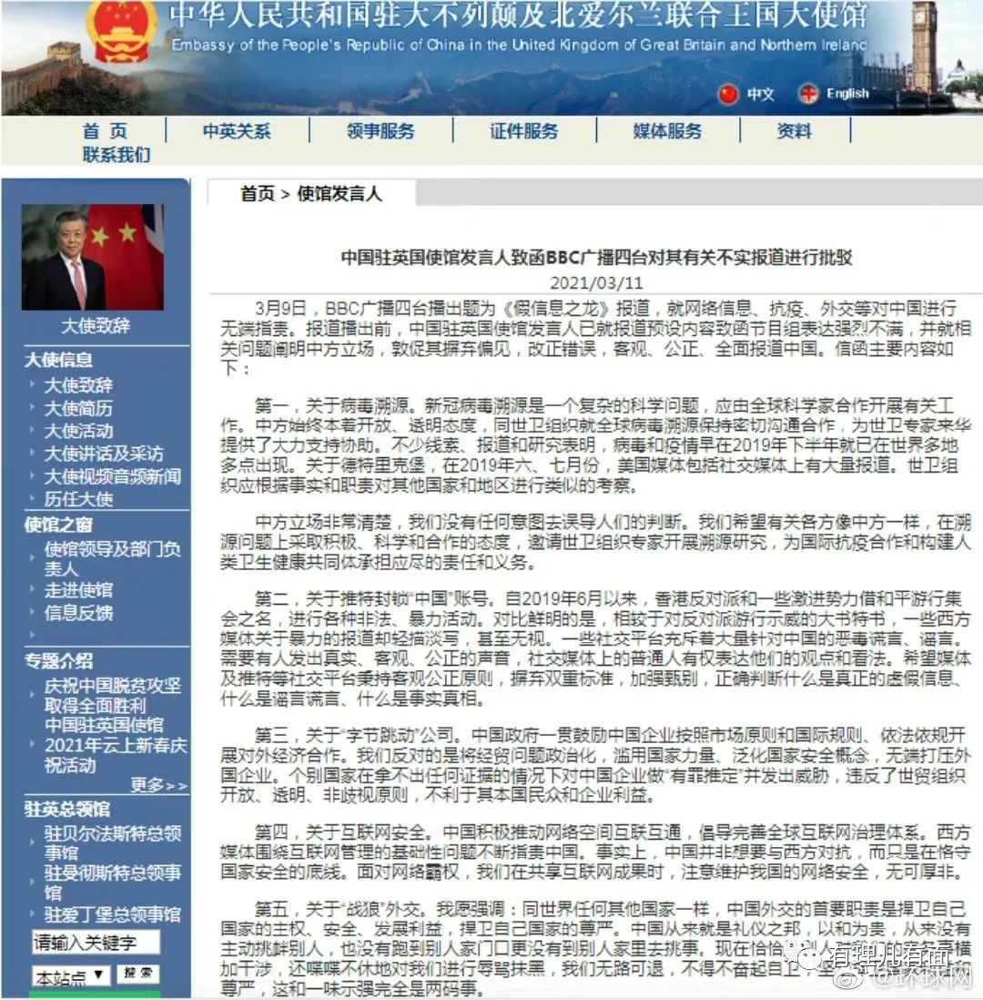 中华人民共和国驻大不列颠及北爱尔兰联合王国大使馆
Embassy of the People's Republic of China in the United Kingdom of Great Britain and Northern Ireland
中文 English
首 页 中英关系 领事服务 证件服务 媒体服务 资料
联系我们
首页 > 使馆发言人
大使致辞
大使信息
大使致辞
大使简历
大使活动
大使讲话及采访
大使视频音频新闻
历任大使
使馆之窗
使馆领导及部门负
责人
走进使馆
信息反馈
专题介绍
庆祝中国脱贫攻坚
取得全面胜利
中国驻英国使馆
2021年云上新春庆
祝活动
更多>>
驻英总领馆
驻贝尔法斯特总领
事馆
驻曼彻斯特总领事
馆
驻爱丁堡总领事馆
请输入关键字
本站点 搜 索
中国驻英国使馆发言人致函BBC广播四台对其有关不实报道进行批驳
2021/03/11
3月9日，BBC广播四台播出题为《假信息之龙》报道，就网络信息、抗疫、外交等对中国进行
无端指责。报道播出前，中国驻英国使馆发言人已就报道预设内容致函节目组表达强烈不满，并就相
关问题阐明中方立场，敦促其摒弃偏见，改正错误，客观、公正、全面报道中国。信函主要内容如
下：
第一，关于病毒溯源。新冠病毒溯源是一个复杂的科学问题，应由全球科学家合作开展有关工
作。中方始终本着开放、透明态度，同世卫组织就全球病毒溯源保持密切沟通合作，为世卫专家来华
提供了大力支持协助。不少线索、报道和研究表明，病毒和疫情早在2019年下半年就已在世界多地
多点出现。关于德特里克堡，在2019年六、七月份，美国媒体包括社交媒体上有大量报道。世卫组
织应根据事实和职责对其他国家和地区进行类似的考察。
中方立场非常清楚，我们没有任何意图去误导人们的判断。我们希望有关各方像中方一样，在溯
源问题上采取积极、科学和合作的态度，邀请世卫组织专家开展溯源研究，为国际抗疫合作和构建人
类卫生健康共同体承担应尽的责任和义务。
第二，关于推特封锁“中国”账号。自2019年6月以来，香港反对派和一些激进势力借和平游行集
会之名，进行各种非法、暴力活动。对比鲜明的是，相较于对反对派游行示威的大书特书，一些西方
媒体关于暴力的报道却轻描淡写，甚至无视。一些社交平台充斥着大量针对中国的恶毒谎言、谣言。
需要有人发出真实、客观、公正的声音，社交媒体上的普通人有权表达他们的观点和看法。希望媒体
及推特等社交平台秉持客观公正原则，摒弃双重标准，加强甄别，正确判断什么是真正的虚假信息、
什么是谣言谎言、什么是事实真相。
第三，关于“字节跳动”公司。中国政府一贯鼓励中国企业按照市场原则和国际规则、依法依规开
展对外经济合作。我们反对的是将经贸问题政治化，滥用国家力量、泛化国家安全概念，无端打压外
国企业。个别国家在拿不出任何证据的情况下对中国企业做“有罪推定”并发出威胁，违反了世贸组织
开放、透明、非歧视原则，不利于其本国民众和企业利益。
第四，关于互联网安全。中国积极推动网络空间互联互通，倡导完善全球互联网治理体系。西方
媒体围绕互联网管理的基础性问题不断指责中国。事实上，中国并非想要与西方对抗，而只是在恪守
国家安全的底线。面对网络霸权，我们在共享互联网成果时，注意维护我国的网络安全，无可厚非。
第五，关于“战狼”外交。我愿强调：同世界任何其他国家一样，中国外交的首要职责是捍卫自己
国家的主权、安全、发展利益，捍卫自己国家的尊严。中国从来就是礼仪之邦，以和为贵，从来没有
主动挑衅别人，也没有跑到别人家门口更没有到别人家里去挑事。现在恰恰
加干涉，还喋喋不休地对我们进行辱骂抹黑，我们无路可退，不得不奋起自卫
尊严，这和一味示强完全是两码事。
有理儿有面
@环球网